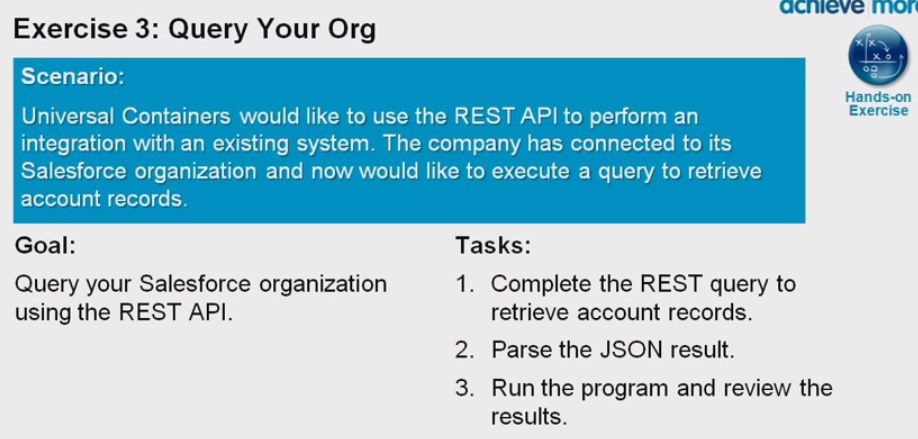 achieve more
Exercise 3: Query Your Org
Scenario:
Universal Containers would like to use the REST API to perform an
integration with an existing system. The company has connected to its
Salesforce organization and now would like to execute a query to retrieve
account records.
Hands-on
Exercise
Goal:
Query your Salesforce organization
using the REST API.
Tasks:
1. Complete the REST query to
retrieve account records.
2. Parse the JSON result.
3. Run the program and review the
results.